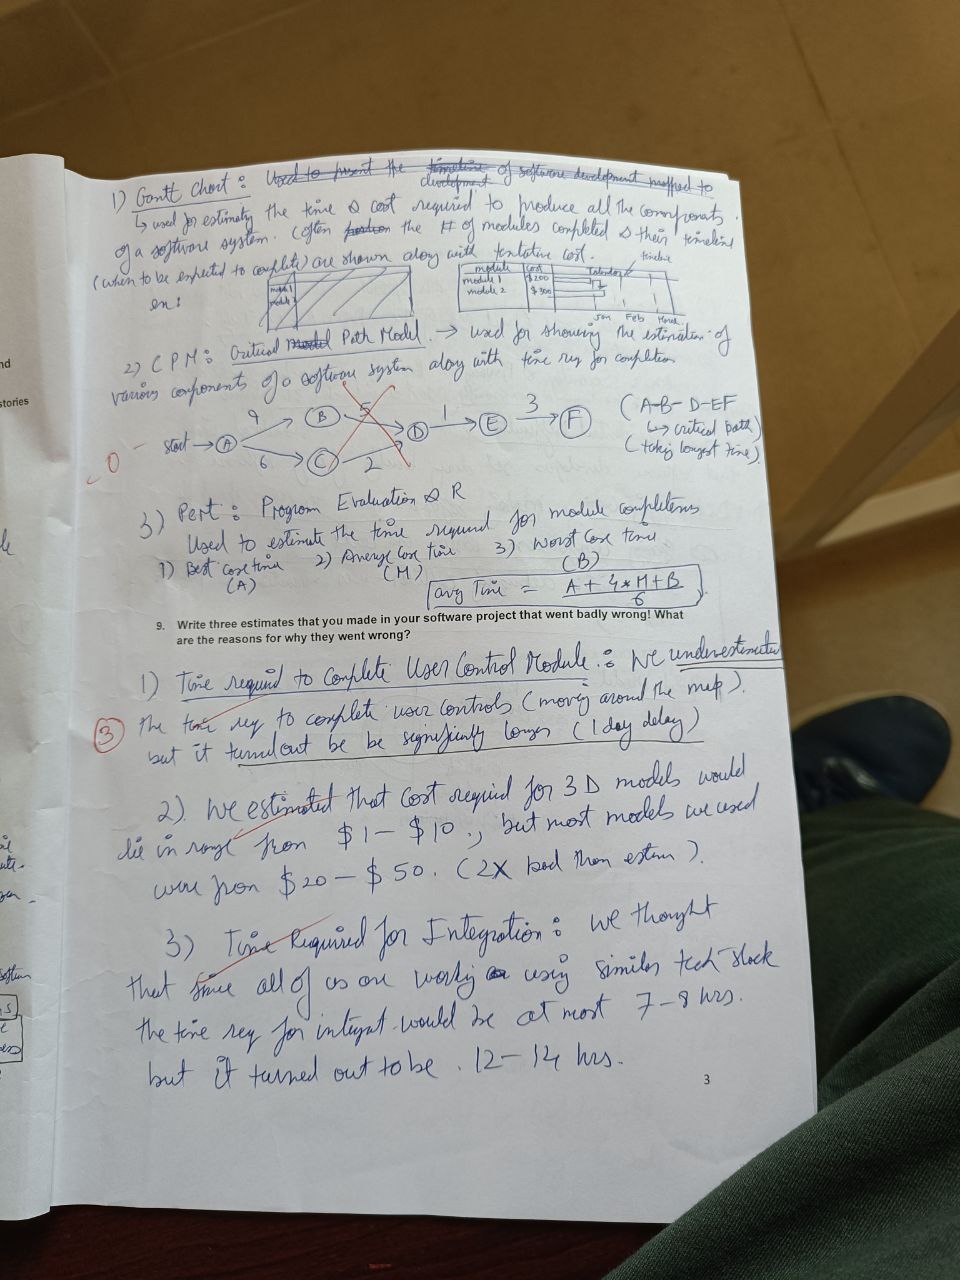 1) Gantt Chart : Used to present the timeline of software development mapped to
development
↳ used for estimating the time & cost required to produce all the components
of a software system. (often the # of modules completed & their timeline
(when to be expected to complete) are shown along with tentative cost.
ex:
module 1
module 2
module cost timeline
module 1 $200
module 2 $300
Jan Feb March
2) CPM : Critical Model Path Model. → used for showing the estimation of
various components of a software system along with time req for completion
start → A 9 B 5 D 1 E 3 F
6 C 2
(A-B-D-EF
↳ critical path)
(taking longest time).
0
3) Pert : Program Evaluation & R
Used to estimate the time required for module completions
1) Best case time 2) Average Case time 3) Worst Case time
(A) (M) (B)
avg Time = A + 4*M+B / 6
9. Write three estimates that you made in your software project that went badly wrong! What
are the reasons for why they went wrong?
1) Time required to Complete User Control Module : We underestimated
the time req to complete user controls (moving around the map).
3
but it turned out be be significantly longer (1 day delay)
2). We estimated that cost required for 3D models would
lie in range from $1 – $10 ., but most models we used
were from $20 – $50. (2X bad than estim ).
3) Time Required for Integration : We thought
that since all of us are working using similar tech stack
the time req for integrat would be at most 7–8 hrs.
but it turned out to be . 12–14 hrs.
3
nd
stories